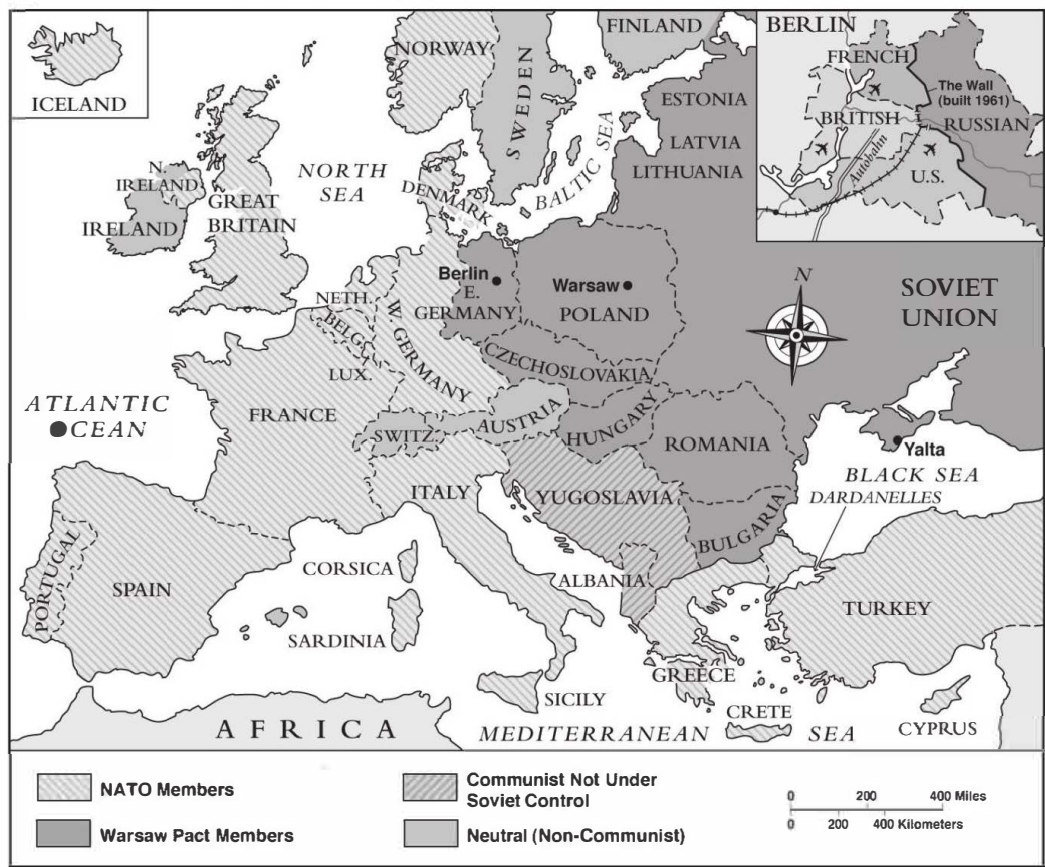 ICELAND
NORWAY
SWEDEN
FINLAND
ESTONIA
LATVIA
LITHUANIA
NORTH
SEA
BALTIC SEA
DENMARK
N.
IRELAND
IRELAND
GREAT
BRITAIN
NETH.
BELG.
LUX.
W. GERMANY
Berlin
E.
GERMANY
Warsaw
POLAND
SOVIET
UNION
N
CZECHOSLOVAKIA
ATLANTIC
OCEAN
FRANCE
SWITZ.
AUSTRIA
HUNGARY
ROMANIA
Yalta
BLACK SEA
DARDANELLES
ITALY
YUGOSLAVIA
BULGARIA
PORTUGAL
SPAIN
CORSICA
SARDINIA
ALBANIA
TURKEY
GREECE
SICILY
CRETE
CYPRUS
AFRICA
MEDITERRANEAN SEA
BERLIN
FRENCH
The Wall
(built 1961)
BRITISH
RUSSIAN
Autobahn
U.S.
NATO Members
Warsaw Pact Members
Communist Not Under
Soviet Control
Neutral (Non-Communist)
0 200 400 Miles
0 200 400 Kilometers